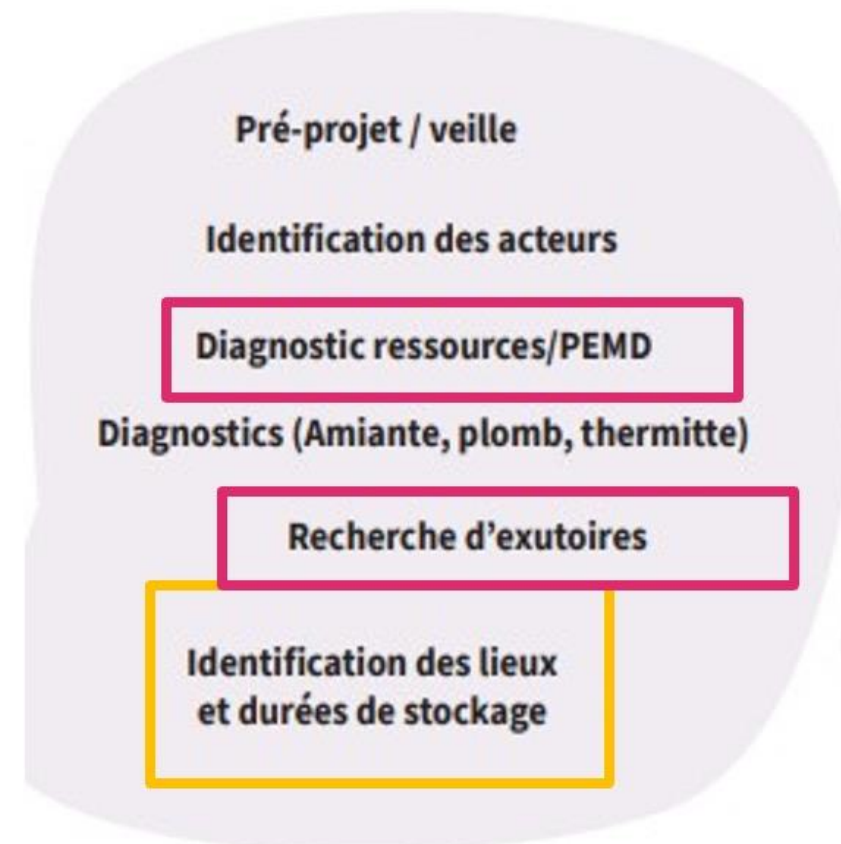 Pré-projet / veille
Identification des acteurs
Diagnostic ressources/PEMD
Diagnostics (Amiante, plomb, thermitte)
Recherche d’exutoires
Identification des lieux
et durées de stockage